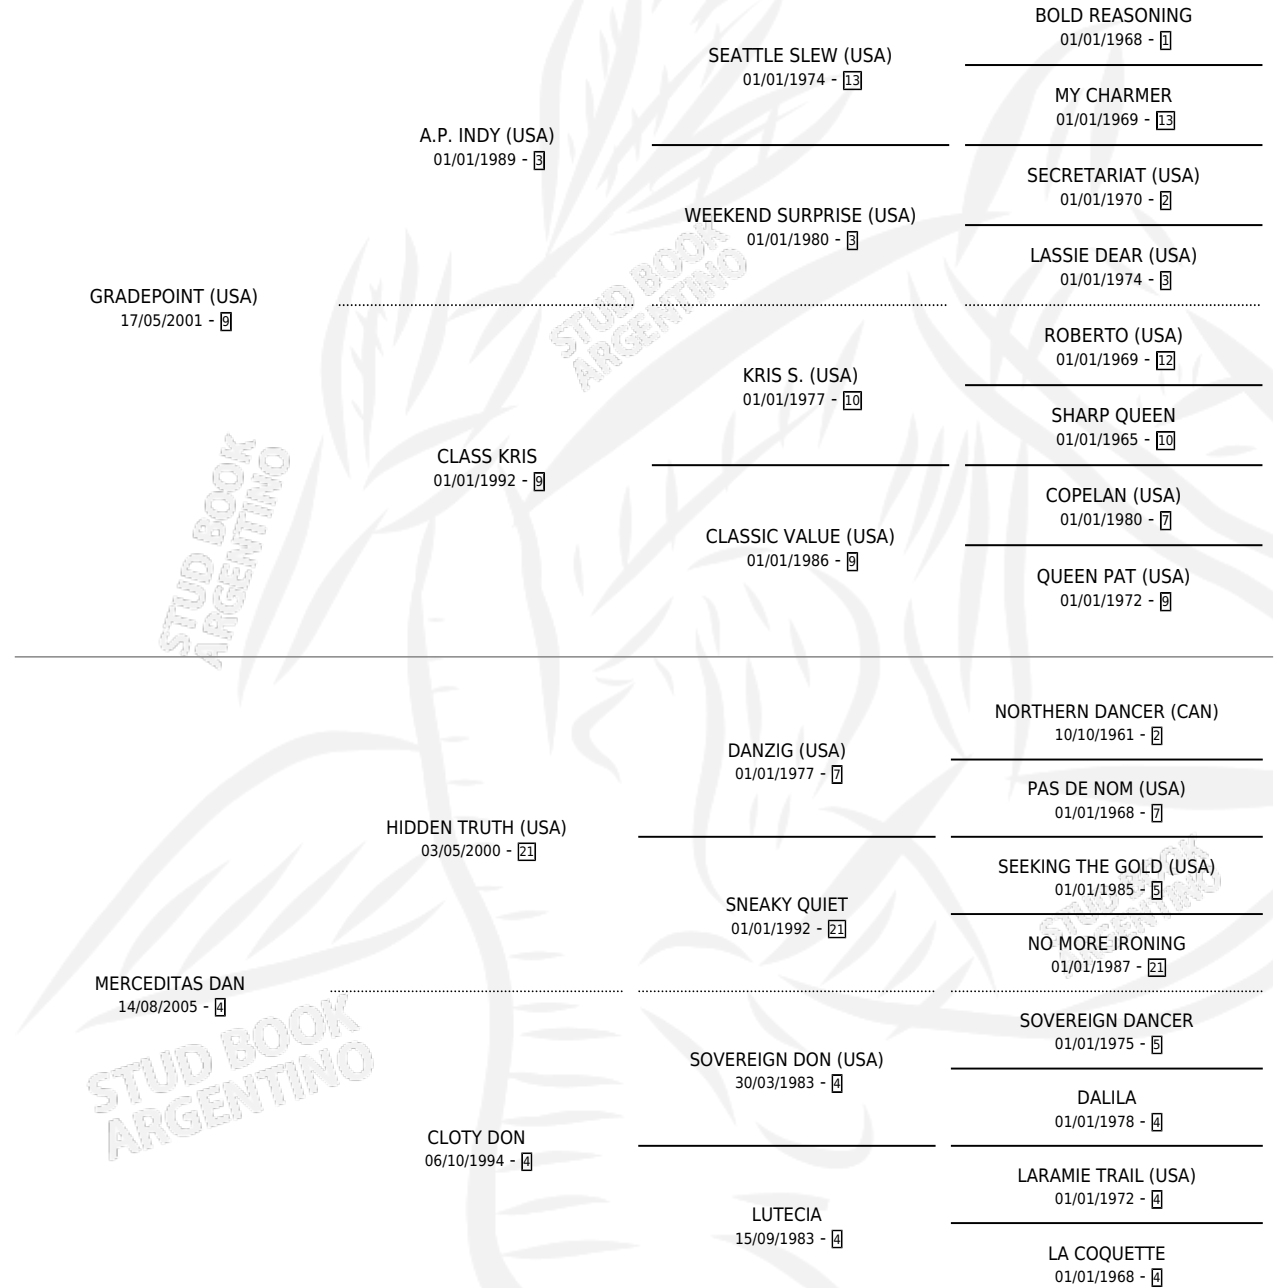 BOLD REASONING
01/01/1968 - 1
SEATTLE SLEW (USA)
01/01/1974 - 13
MY CHARMER
01/01/1969 - 13
A.P. INDY (USA)
01/01/1989 - 3
SECRETARIAT (USA)
01/01/1970 - 2
WEEKEND SURPRISE (USA)
01/01/1980 - 3
LASSIE DEAR (USA)
01/01/1974 - 3
GRADEPOINT (USA)
17/05/2001 - 9
STUD BOOK
ARGENTINO
ROBERTO (USA)
01/01/1969 - 12
KRIS S. (USA)
01/01/1977 - 10
SHARP QUEEN
01/01/1965 - 10
CLASS KRIS
01/01/1992 - 9
COPELAN (USA)
01/01/1980 - 7
CLASSIC VALUE (USA)
01/01/1986 - 9
QUEEN PAT (USA)
01/01/1972 - 9
STUD BOOK
ARGENTINO
NORTHERN DANCER (CAN)
10/10/1961 - 2
DANZIG (USA)
01/01/1977 - 7
PAS DE NOM (USA)
01/01/1968 - 7
HIDDEN TRUTH (USA)
03/05/2000 - 21
SEEKING THE GOLD (USA)
01/01/1985 - 5
SNEAKY QUIET
01/01/1992 - 21
NO MORE IRONING
01/01/1987 - 21
STUD BOOK
ARGENTINO
MERCEDITAS DAN
14/08/2005 - 4
STUD BOOK
ARGENTINO
SOVEREIGN DANCER
01/01/1975 - 5
SOVEREIGN DON (USA)
30/03/1983 - 4
DALILA
01/01/1978 - 4
CLOTY DON
06/10/1994 - 4
LARAMIE TRAIL (USA)
01/01/1972 - 4
LUTECIA
15/09/1983 - 4
LA COQUETTE
01/01/1968 - 4